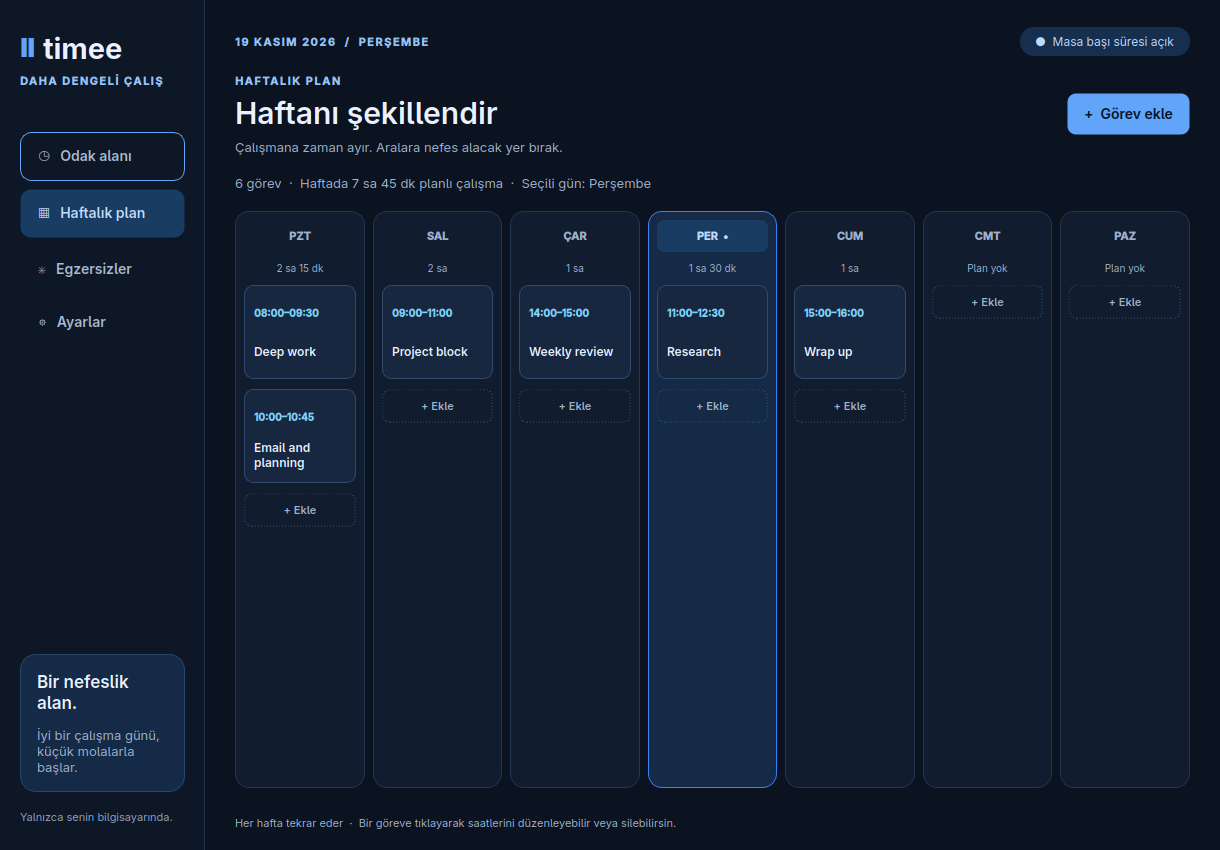 timee
DAHA DENGELİ ÇALIŞ
Odak alanı
Haftalık plan
Egzersizler
Ayarlar
Bir nefeslik
alan.
İyi bir çalışma günü,
küçük molalarla
başlar.
Yalnızca senin bilgisayarında.
19 KASIM 2026 / PERŞEMBE
Masa başı süresi açık
HAFTALIK PLAN
Haftanı şekillendir
+ Görev ekle
Çalışmana zaman ayır. Aralara nefes alacak yer bırak.
6 görev · Haftada 7 sa 45 dk planlı çalışma · Seçili gün: Perşembe
PZT
2 sa 15 dk
08:00–09:30
Deep work
10:00–10:45
Email and
planning
+ Ekle
SAL
2 sa
09:00–11:00
Project block
+ Ekle
ÇAR
1 sa
14:00–15:00
Weekly review
+ Ekle
PER •
1 sa 30 dk
11:00–12:30
Research
+ Ekle
CUM
1 sa
15:00–16:00
Wrap up
+ Ekle
CMT
Plan yok
+ Ekle
PAZ
Plan yok
+ Ekle
Her hafta tekrar eder · Bir göreve tıklayarak saatlerini düzenleyebilir veya silebilirsin.